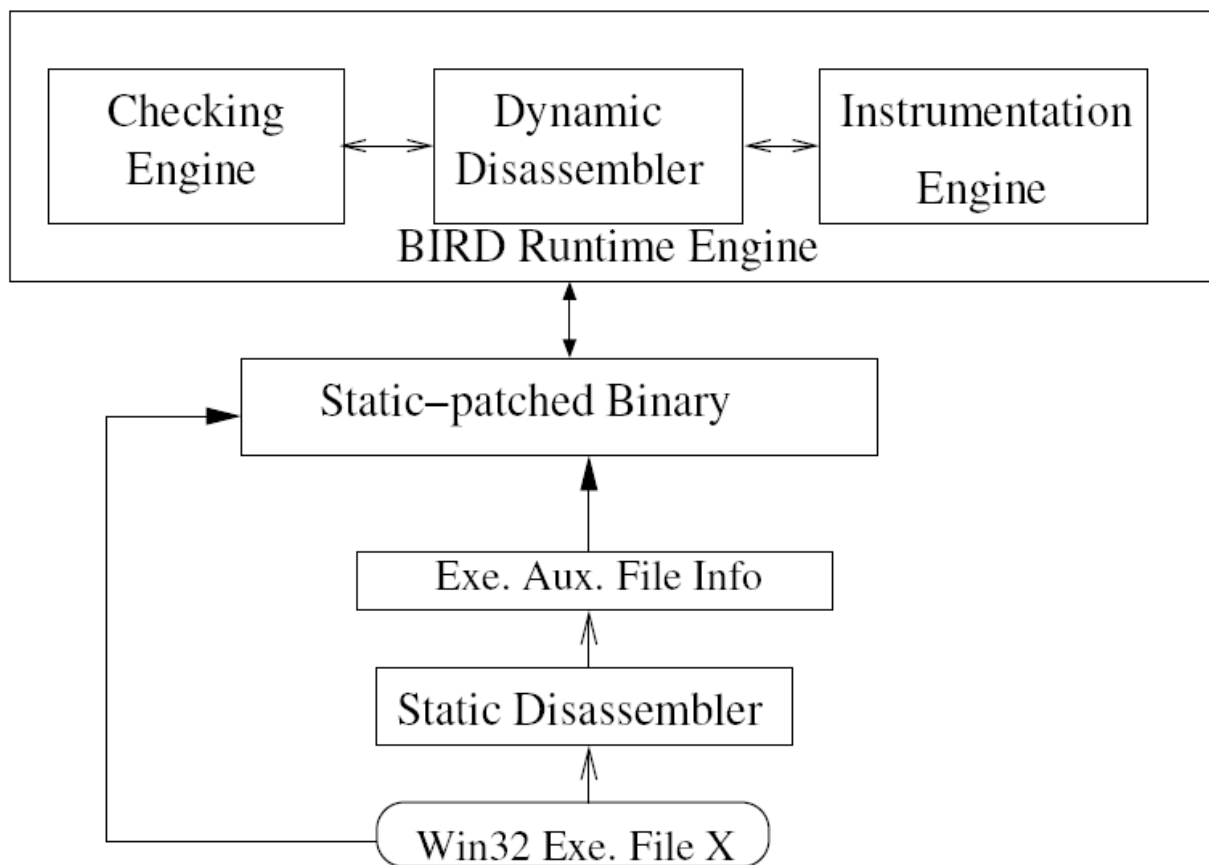 Checking
Engine
Dynamic
Disassembler
Instrumentation
Engine
BIRD Runtime Engine
Static–patched Binary
Exe. Aux. File Info
Static Disassembler
Win32 Exe. File X